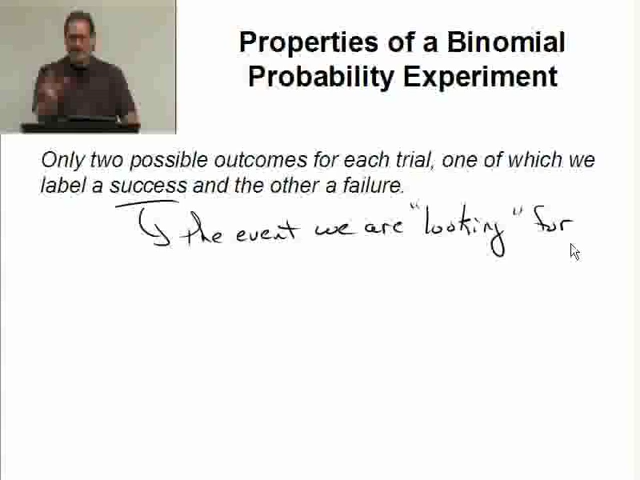 Properties of a Binomial
Probability Experiment
Only two possible outcomes for each trial, one of which we
label a success and the other a failure.
the event we are "looking" for